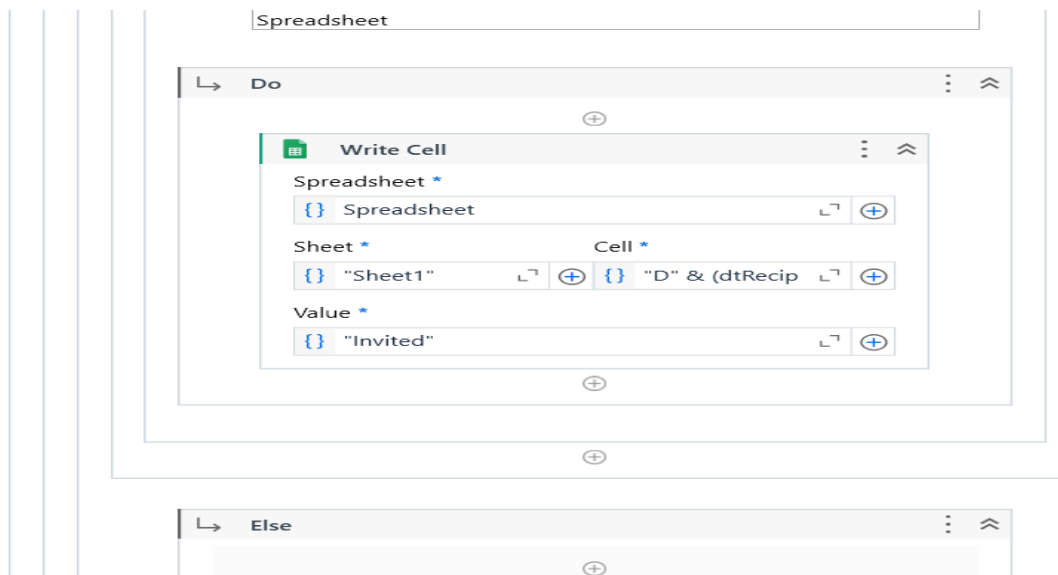 Spreadsheet
Do
Write Cell
Spreadsheet *
{} Spreadsheet
Sheet * Cell *
{} "Sheet1" {} "D" & (dtRecip
Value *
{} "Invited"
Else